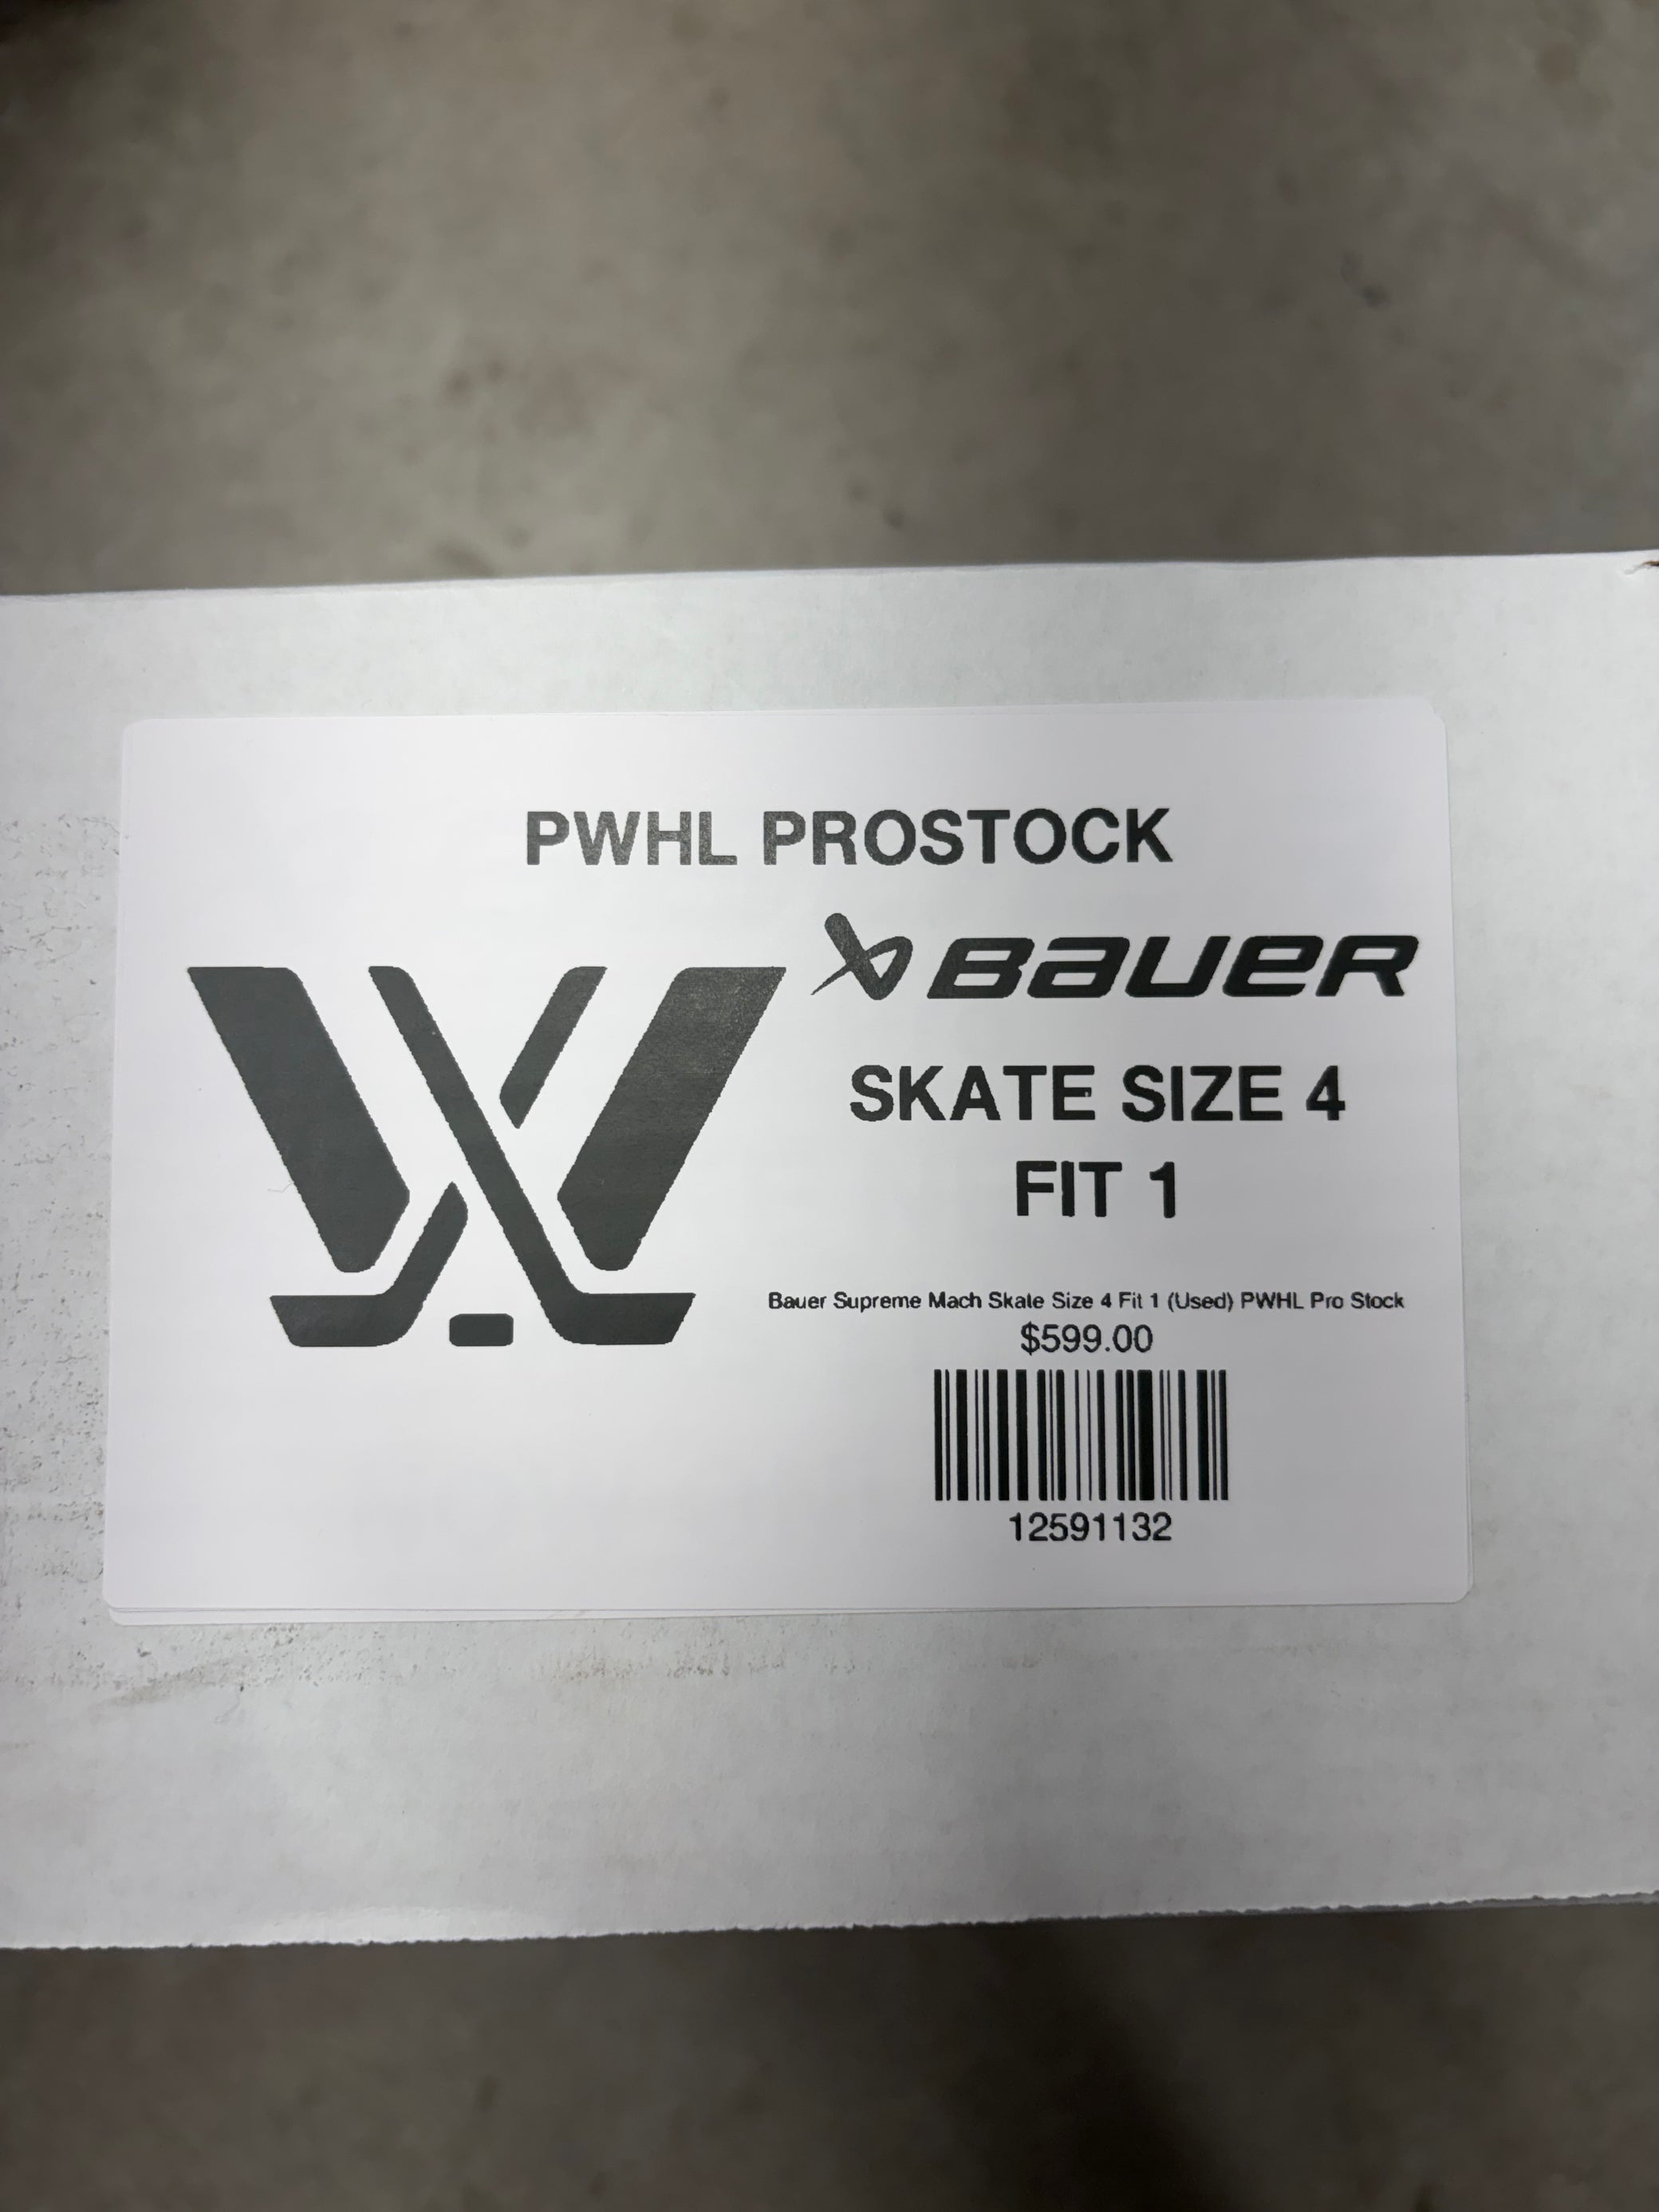 PWHL PROSTOCK
BAUER
SKATE SIZE 4
FIT 1
Bauer Supreme Mach Skate Size 4 Fit 1 (Used) PWHL Pro Stock
$599.00
12591132